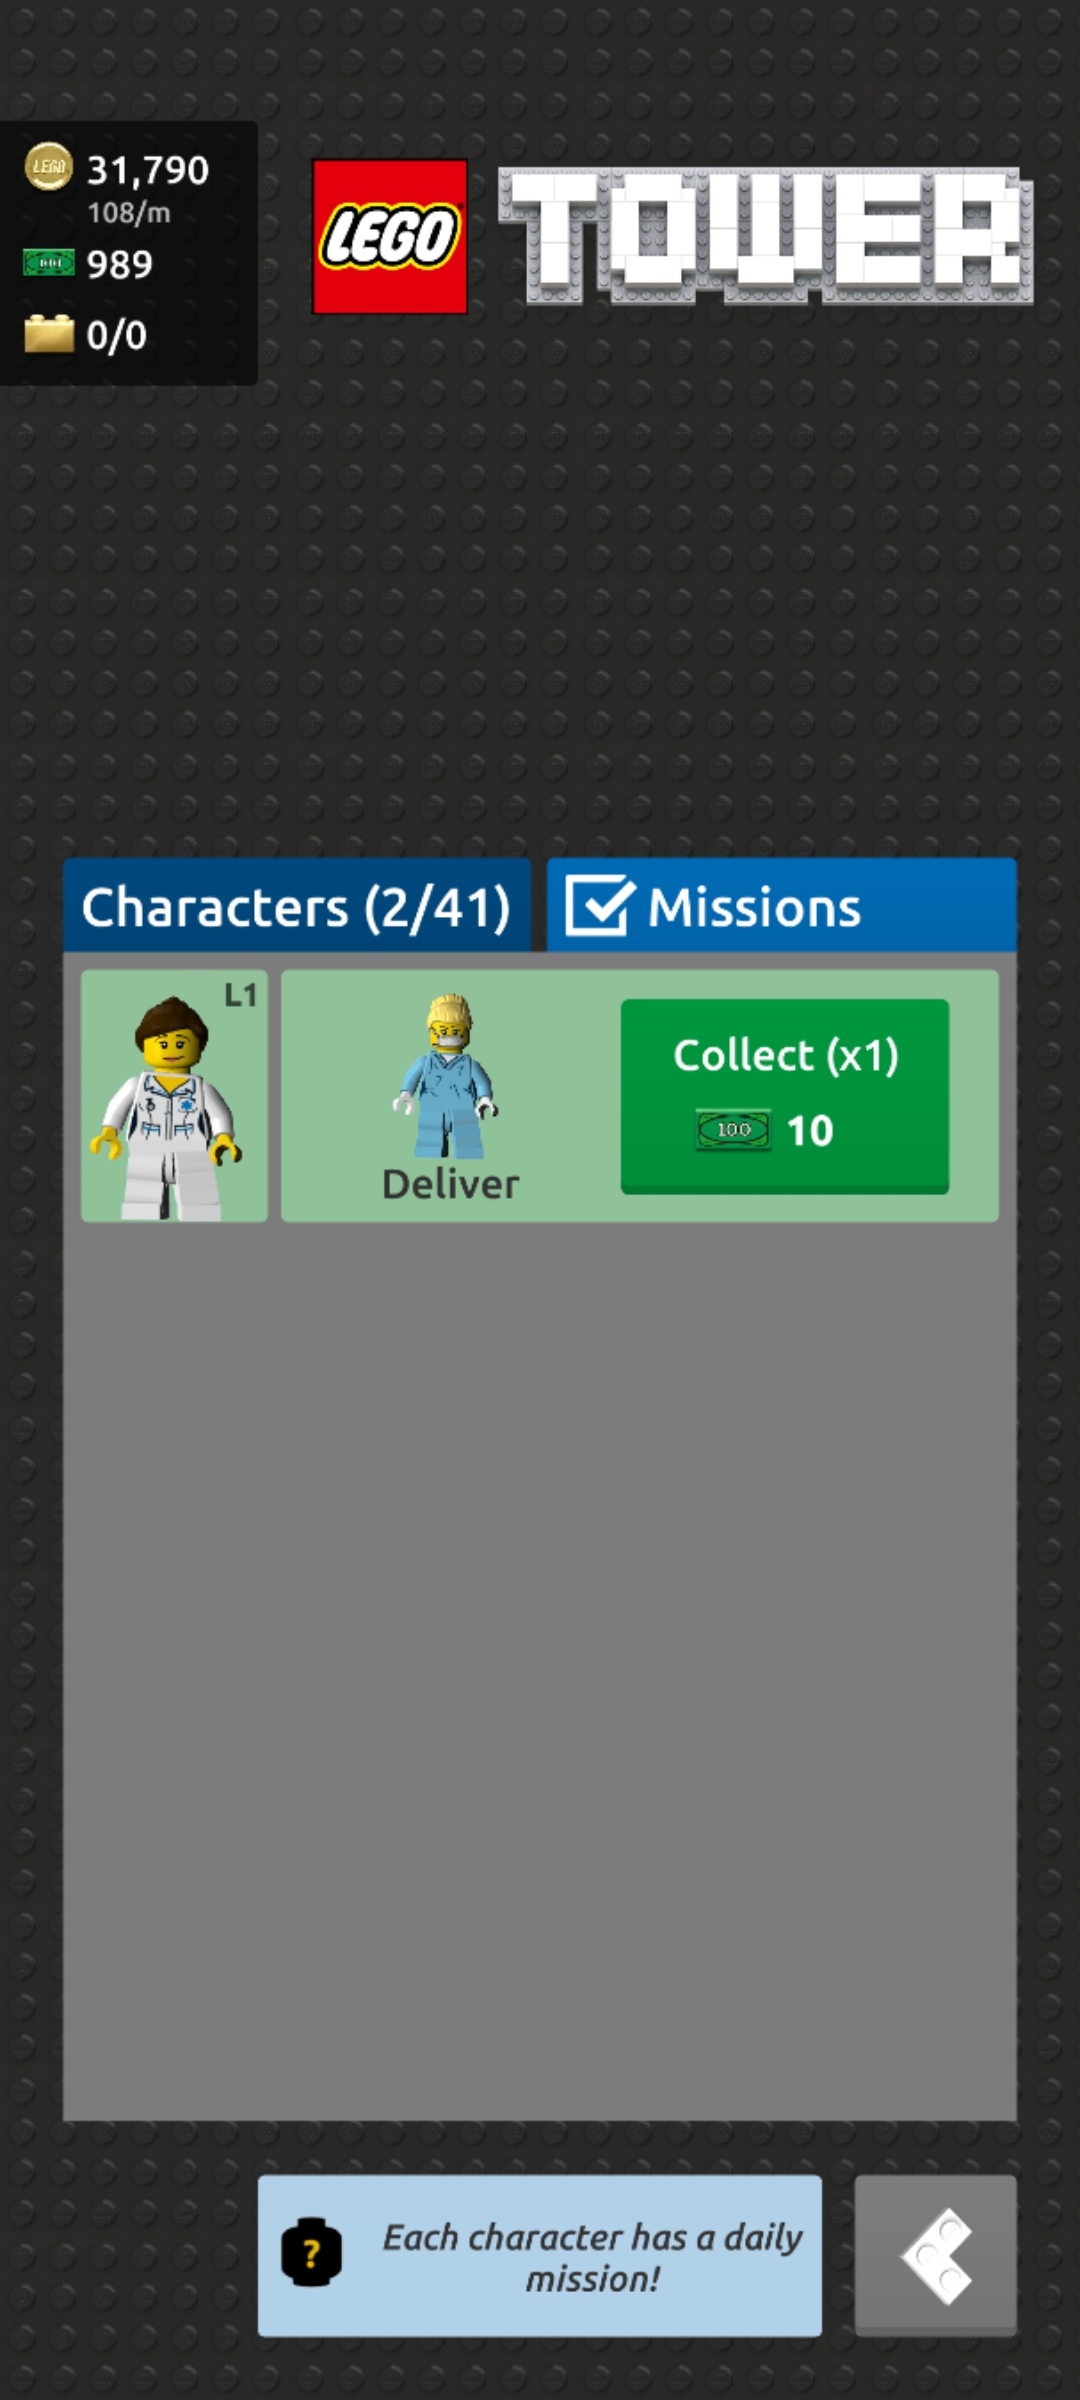 LEGO
31,790
108/m
989
0/0
LEGO
TOWER
Characters (2/41)
Missions
L1
Deliver
Collect (x1)
100
10
?
Each character has a daily
mission!